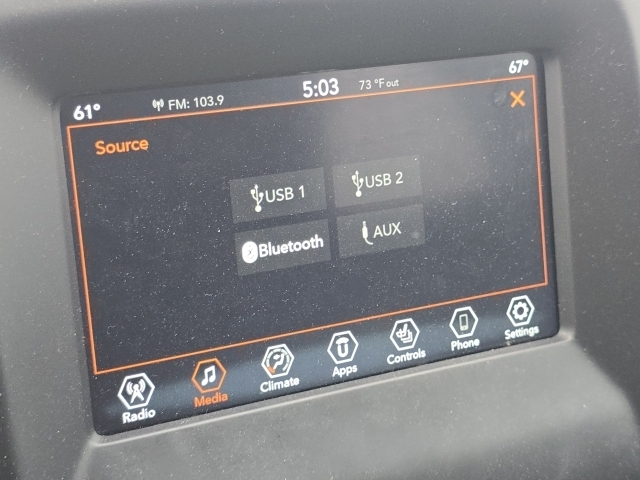 61° FM: 103.9 5:03 73 °F out 67°
Source X
USB 1 USB 2
Bluetooth AUX
Radio Media Climate Apps Controls Phone Settings